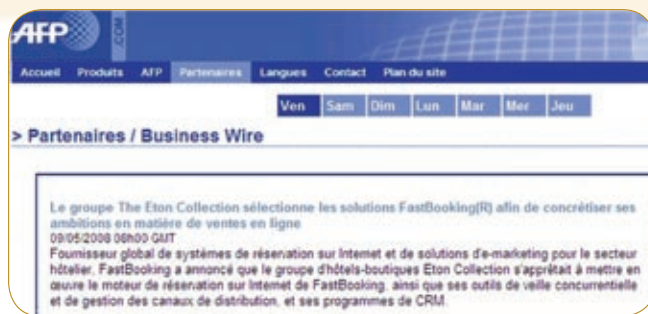 AFP .COM
Accueil Produits AFP Partenaires Langues Contact Plan du site
Ven Sam Dim Lun Mar Mer Jeu
> Partenaires / Business Wire
Le groupe The Eton Collection sélectionne les solutions FastBooking(R) afin de concrétiser ses
ambitions en matière de ventes en ligne
09/05/2008 06h00 GMT
Fournisseur global de systèmes de réservation sur Internet et de solutions d'e-marketing pour le secteur
hôtelier, FastBooking a annoncé que le groupe d'hôtels-boutiques Eton Collection s'apprêtait à mettre en
œuvre le moteur de réservation sur Internet de FastBooking, ainsi que ses outils de veille concurrentielle
et de gestion des canaux de distribution, et ses programmes de CRM.